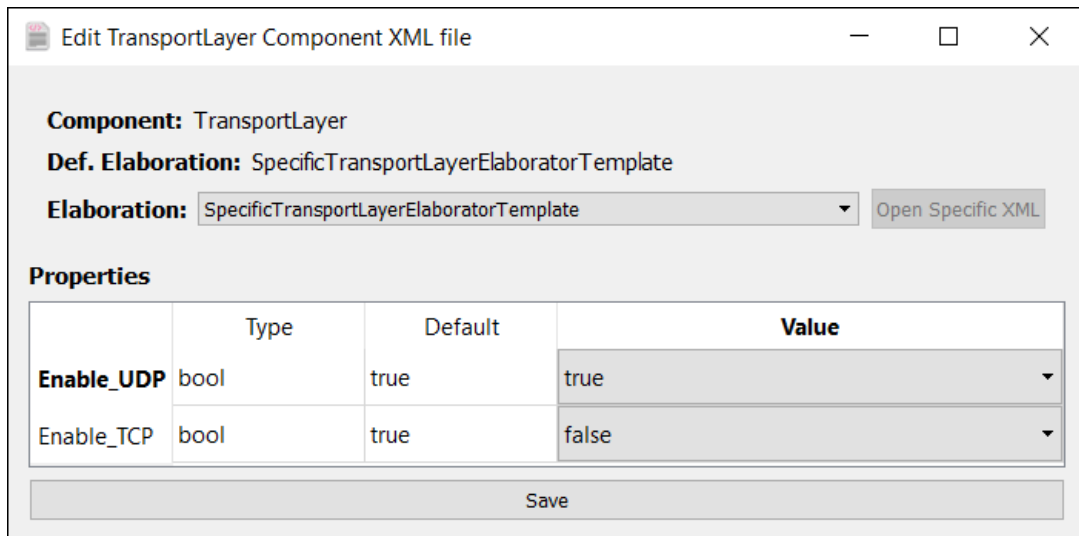 Edit TransportLayer Component XML file
Component: TransportLayer
Def. Elaboration: SpecificTransportLayerElaboratorTemplate
Elaboration: SpecificTransportLayerElaboratorTemplate Open Specific XML
Properties
Type Default Value
Enable_UDP bool true true
Enable_TCP bool true false
Save